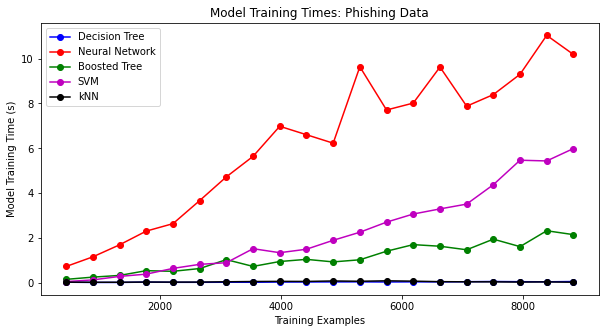 Model Training Times: Phishing Data
Decision Tree
Neural Network
Boosted Tree
SVM
kNN
Model Training Time (s)
10
8
6
4
2
0
2000 4000 6000 8000
Training Examples